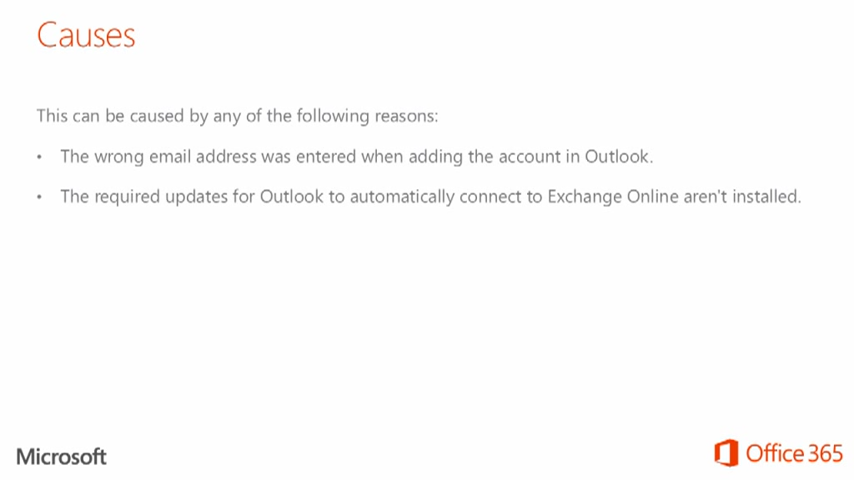 Causes
This can be caused by any of the following reasons:
• The wrong email address was entered when adding the account in Outlook.
• The required updates for Outlook to automatically connect to Exchange Online aren't installed.
Microsoft
Office 365